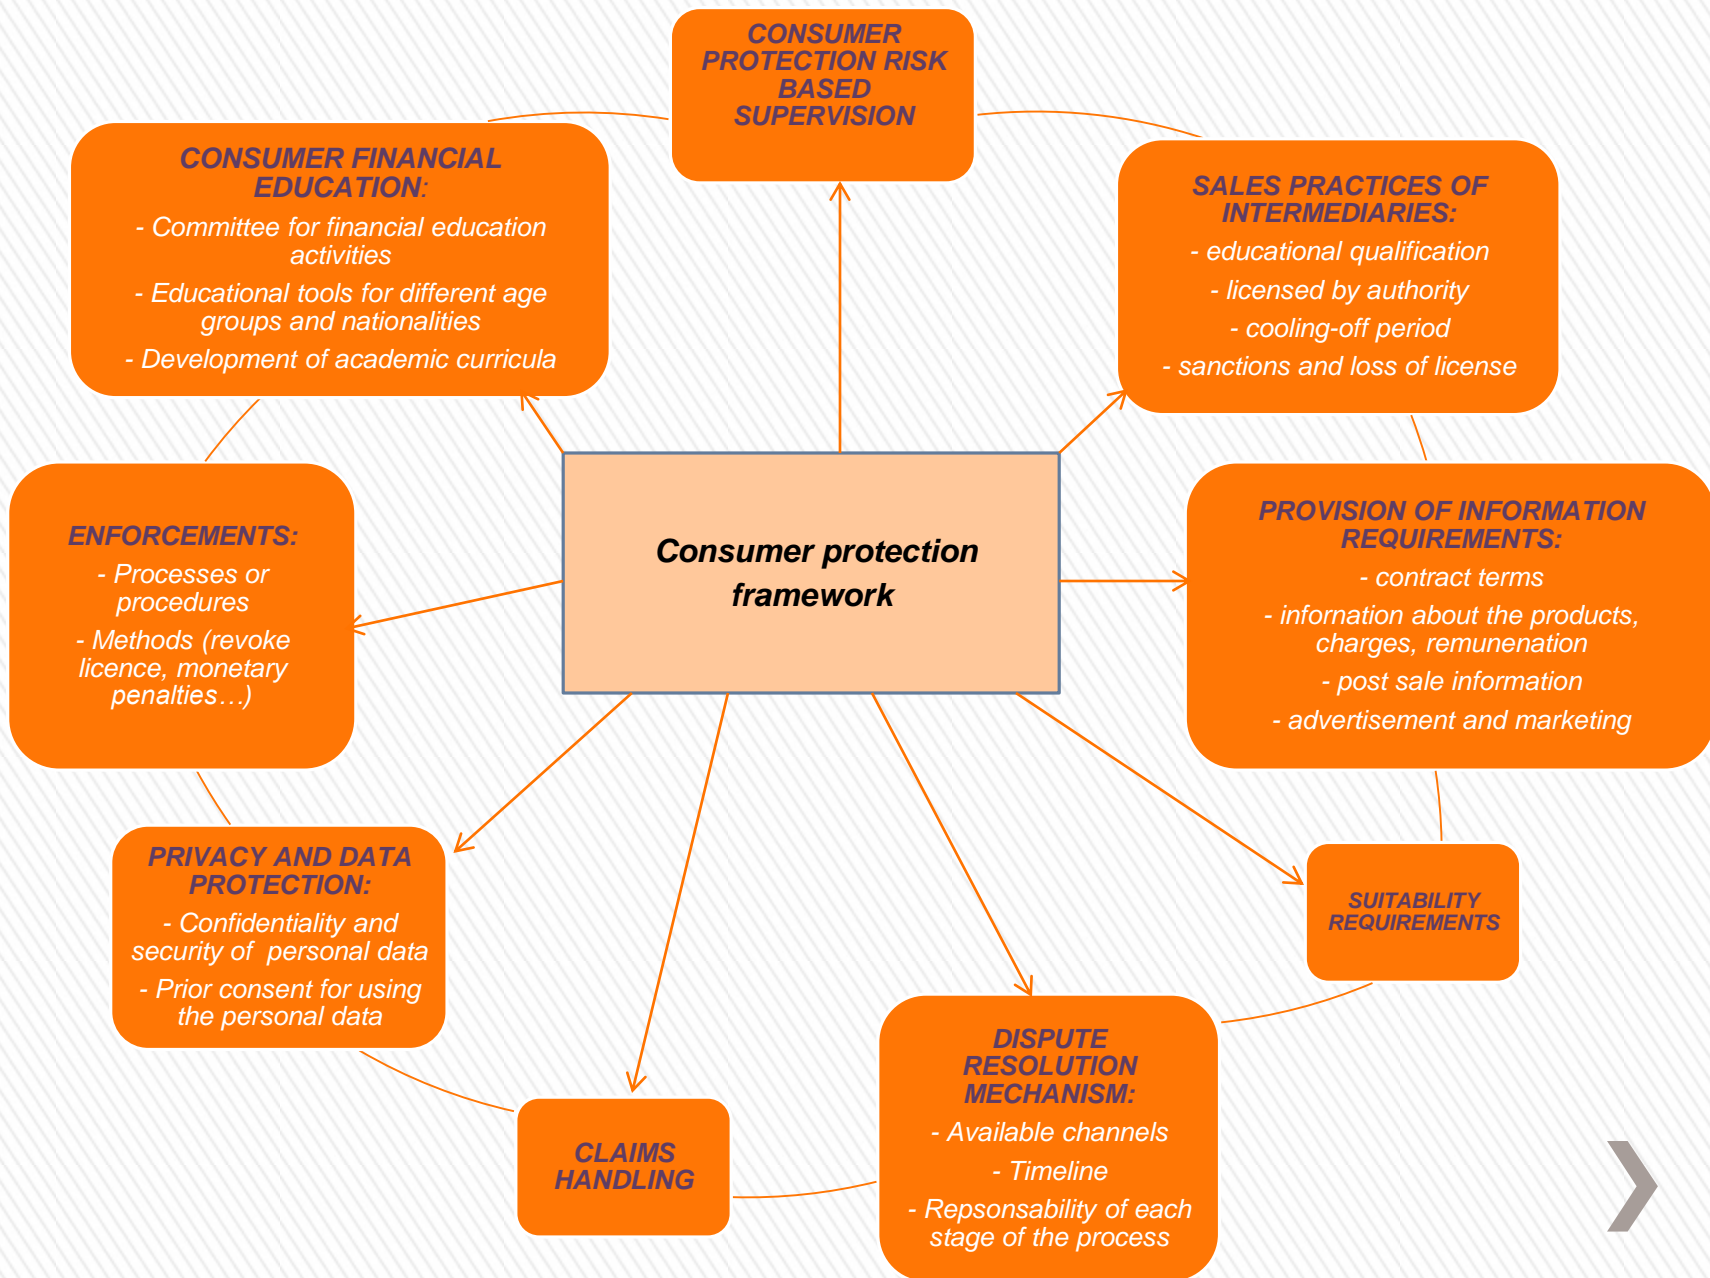 CONSUMER
PROTECTION RISK
BASED
SUPERVISION
CONSUMER FINANCIAL
EDUCATION:
- Committee for financial education
activities
- Educational tools for different age
groups and nationalities
- Development of academic curricula
SALES PRACTICES OF
INTERMEDIARIES:
- educational qualification
- licensed by authority
- cooling-off period
- sanctions and loss of license
ENFORCEMENTS:
- Processes or
procedures
- Methods (revoke
licence, monetary
penalties…)
Consumer protection
framework
PROVISION OF INFORMATION
REQUIREMENTS:
- contract terms
- infornation about the products,
charges, remunenation
- post sale information
- advertisement and marketing
PRIVACY AND DATA
PROTECTION:
- Confidentiality and
security of  personal data
- Prior consent for using
the personal data
SUITABILITY
REQUIREMENTS
CLAIMS
HANDLING
DISPUTE
RESOLUTION
MECHANISM:
- Available channels
- Timeline
- Repsonsability of each
stage of the process